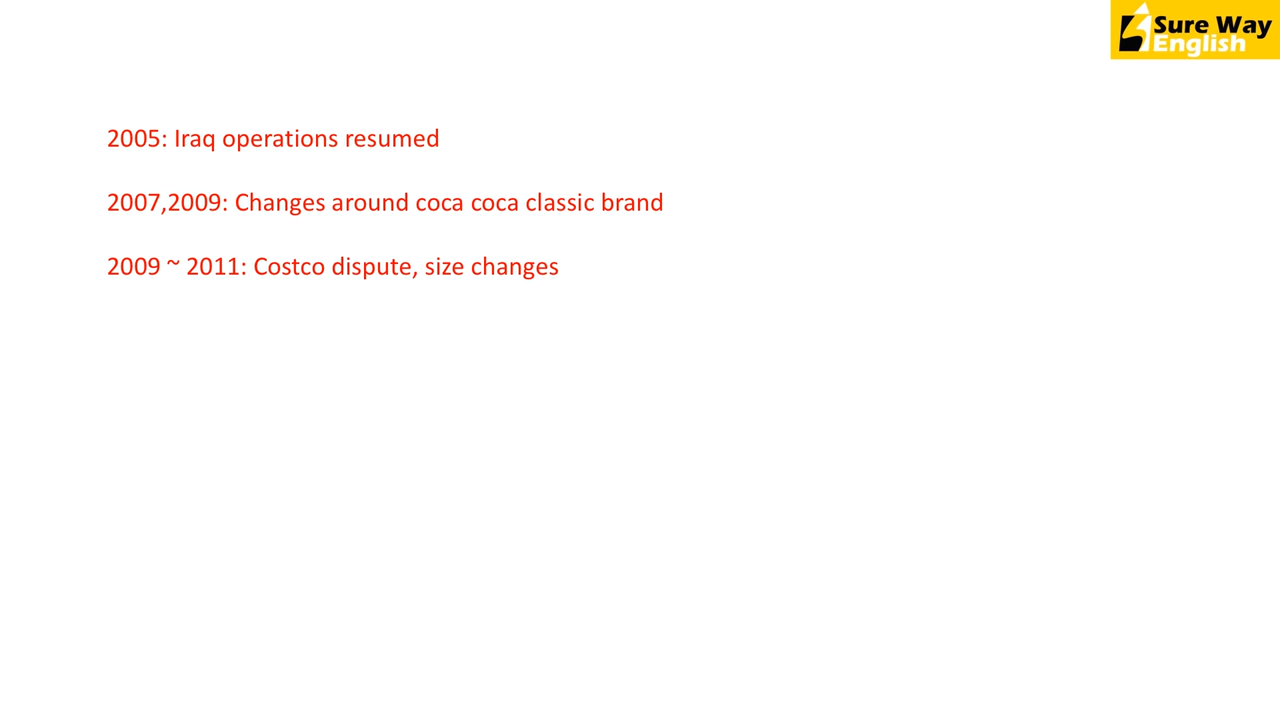 Sure Way
English
2005: Iraq operations resumed
2007,2009: Changes around coca coca classic brand
2009 ~ 2011: Costco dispute, size changes